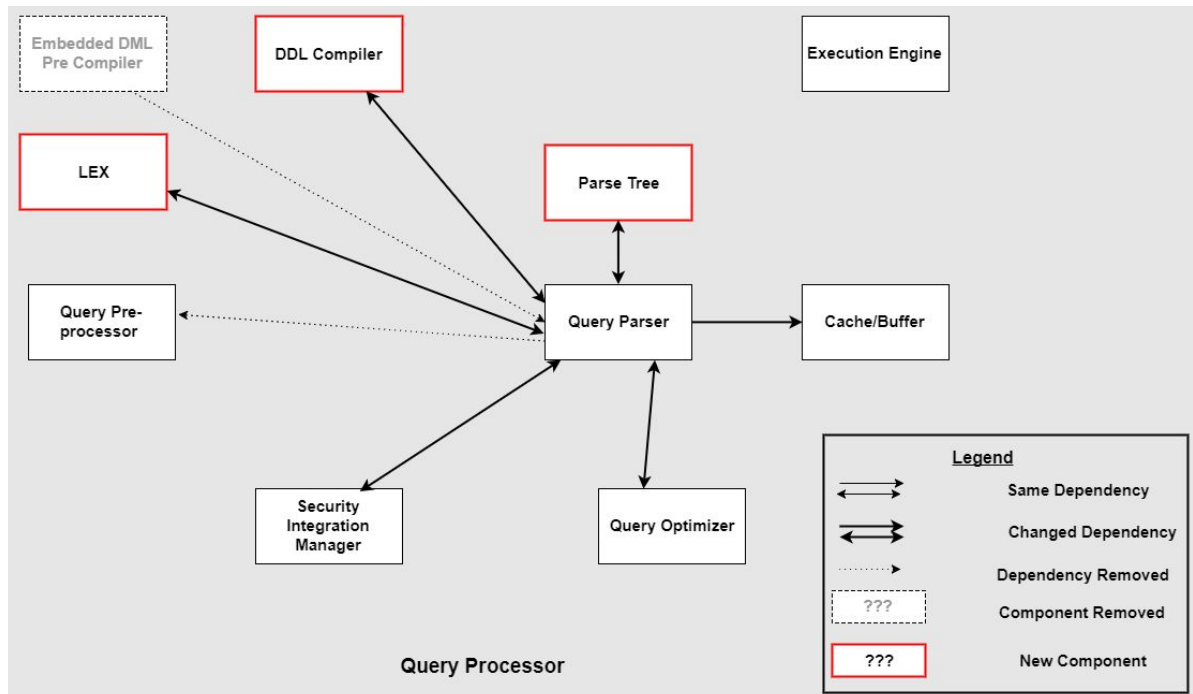 Embedded DML
Pre Compiler
DDL Compiler
Execution Engine
LEX
Parse Tree
Query Pre-
processor
Query Parser
Cache/Buffer
Security
Integration
Manager
Query Optimizer
Legend
Same Dependency
Changed Dependency
Dependency Removed
???
Component Removed
???
New Component
Query Processor